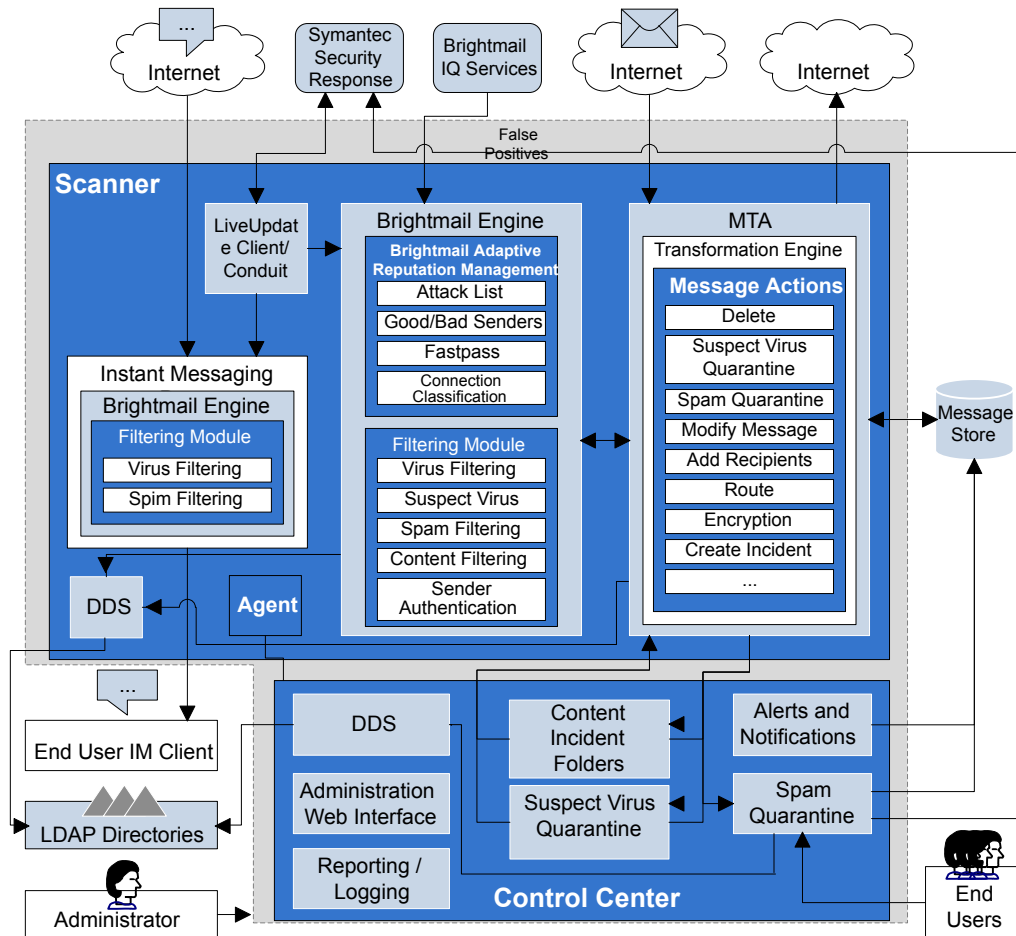 ...
Internet
Symantec
Security
Response
Brightmail
IQ Services
Internet
Internet
False
Positives
Scanner
LiveUpdat
e Client/
Conduit
Brightmail Engine
Brightmail Adaptive
Reputation Management
Attack List
Good/Bad Senders
Fastpass
Connection
Classification
Filtering Module
Virus Filtering
Suspect Virus
Spam Filtering
Content Filtering
Sender
Authentication
MTA
Transformation Engine
Message Actions
Delete
Suspect Virus
Quarantine
Spam Quarantine
Modify Message
Add Recipients
Route
Encryption
Create Incident
...
Message
Store
Instant Messaging
Brightmail Engine
Filtering Module
Virus Filtering
Spim Filtering
DDS
Agent
...
End User IM Client
LDAP Directories
Administrator
DDS
Administration
Web Interface
Reporting /
Logging
Content
Incident
Folders
Suspect Virus
Quarantine
Alerts and
Notifications
Spam
Quarantine
Control Center
End
Users